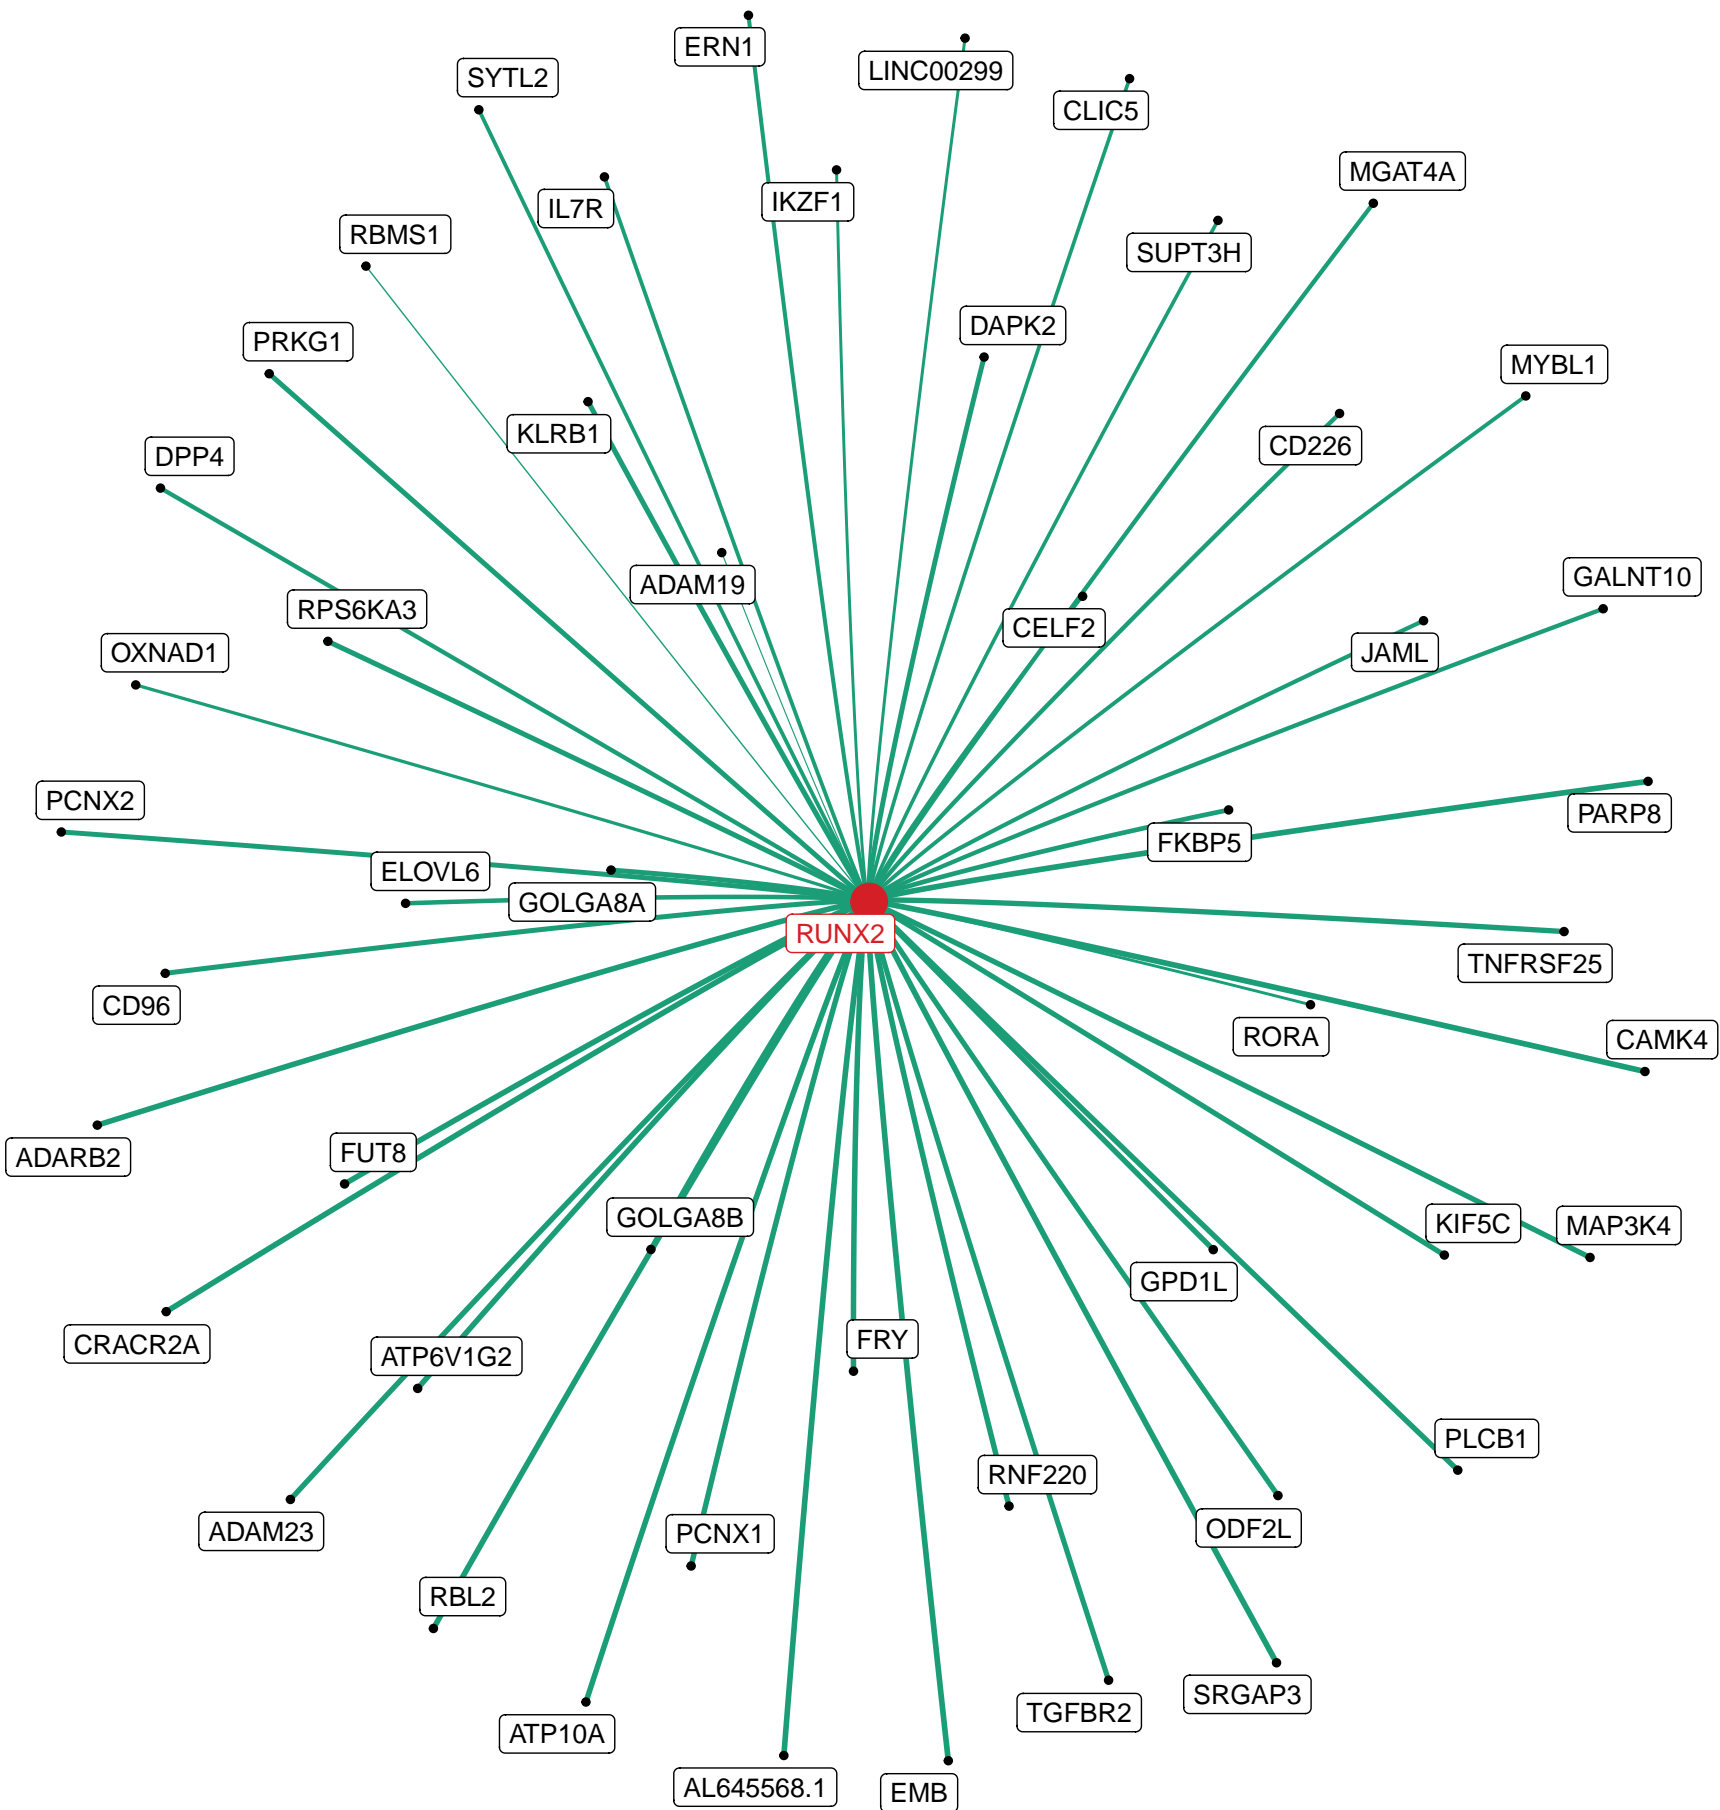 ERN1
LINC00299
SYTL2
CLIC5
MGAT4A
IL7R
IKZF1
RBMS1
SUPT3H
DAPK2
PRKG1
MYBL1
KLRB1
CD226
DPP4
GALNT10
ADAM19
RPS6KA3
CELF2
OXNAD1
JAML
PCNX2
PARP8
FKBP5
ELOVL6
GOLGA8A
RUNX2
TNFRSF25
CD96
RORA
CAMK4
FUT8
ADARB2
GOLGA8B
KIF5C
MAP3K4
GPD1L
FRY
CRACR2A
ATP6V1G2
PLCB1
RNF220
ODF2L
ADAM23
PCNX1
RBL2
SRGAP3
TGFBR2
ATP10A
AL645568.1
EMB